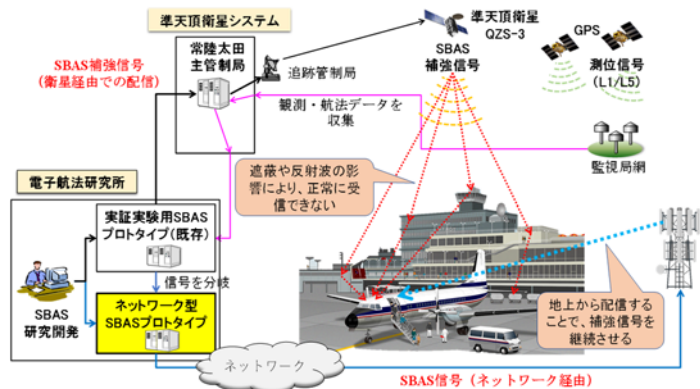 準天頂衛星システム
常陸太田
主管制局
SBAS補強信号
(衛星経由での配信)
追跡管制局
準天頂衛星
QZS-3
SBAS
補強信号
GPS
測位信号
(L1/L5)
観測・航法データを
収集
監視局網
遮蔽や反射波の影
響により、正常に受
信できない
電子航法研究所
実証実験用SBAS
プロトタイプ(既存)
信号を分岐
SBAS
研究開発
ネットワーク型
SBASプロトタイプ
地上から配信する
ことで、補強信号を
継続させる
ネットワーク
SBAS信号(ネットワーク経由)